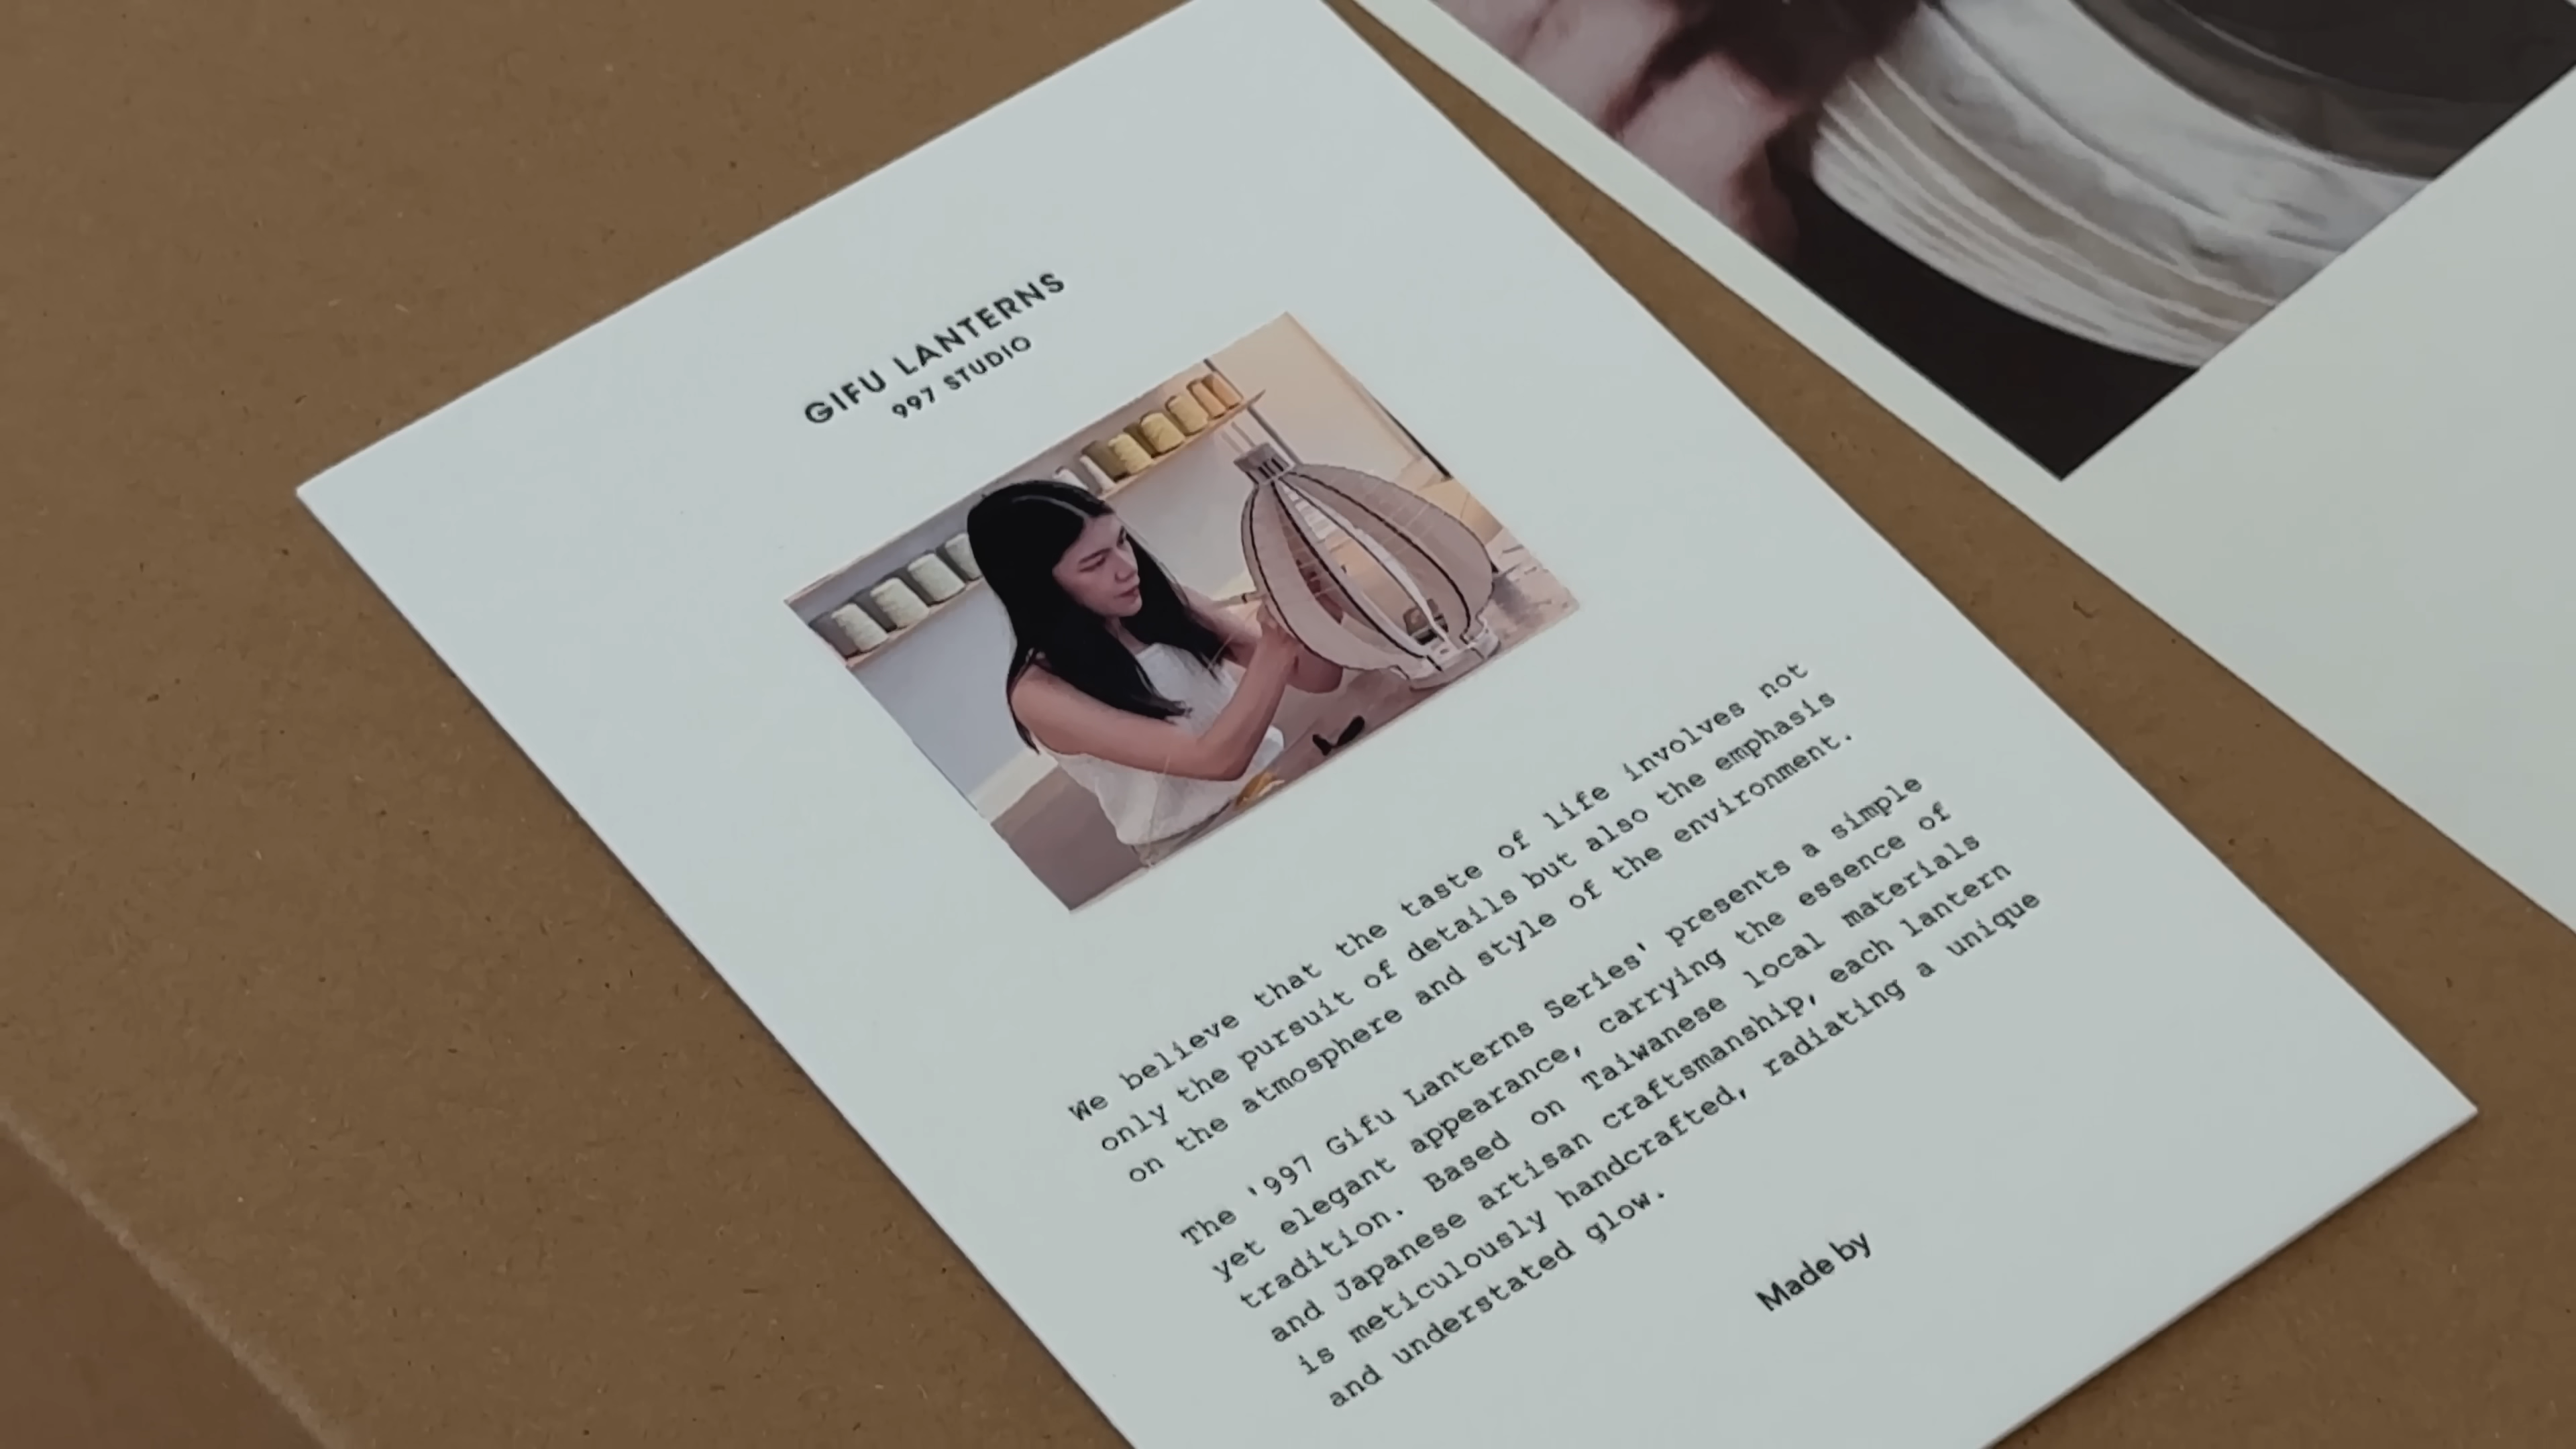 GIFU LANTERNS
997 STUDIO
We believe that the taste of life involves not
only the pursuit of details but also the emphasis
on the atmosphere and style of the environment.
The '997 Gifu Lanterns Series' presents a simple
yet elegant appearance, carrying the essence of
tradition. Based on Taiwanese local materials
and Japanese artisan craftsmanship, each lantern
is meticulously handcrafted, radiating a unique
and understated glow.
Made by